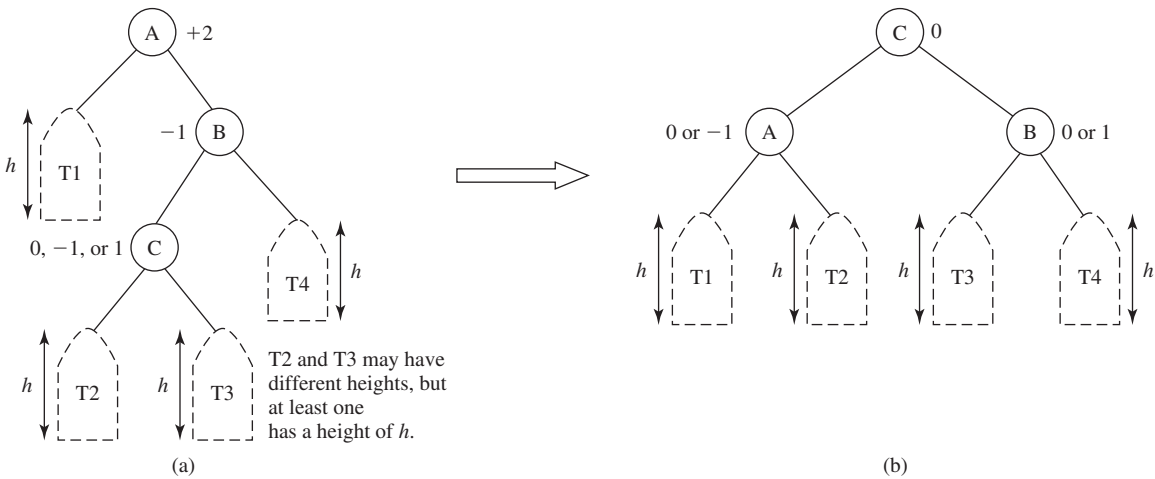 A +2
C 0
−1 B
0 or −1 A
B 0 or 1
h
T1
0, −1, or 1 C
T4
h
h
T1
h
T2
h
T3
T4
h
h
T2
h
T3
T2 and T3 may have
different heights, but
at least one
has a height of h.
(a)
(b)